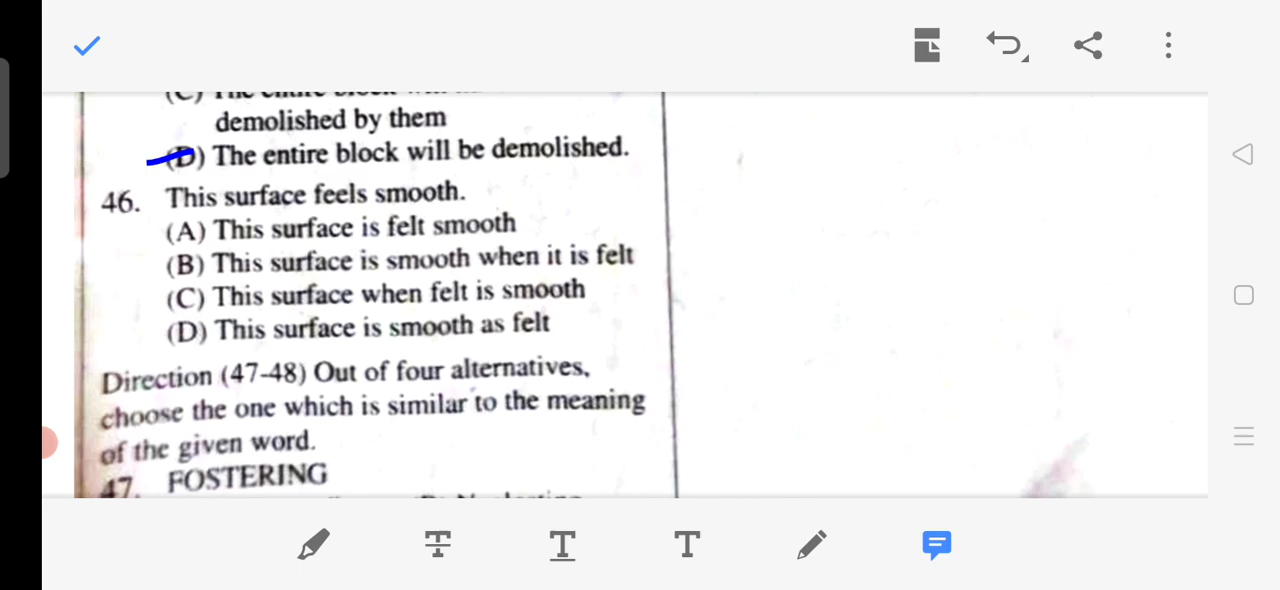 demolished by them
(D) The entire block will be demolished.
46. This surface feels smooth.
(A) This surface is felt smooth
(B) This surface is smooth when it is felt
(C) This surface when felt is smooth
(D) This surface is smooth as felt
Direction (47-48) Out of four alternatives,
choose the one which is similar to the meaning
of the given word.
47. FOSTERING